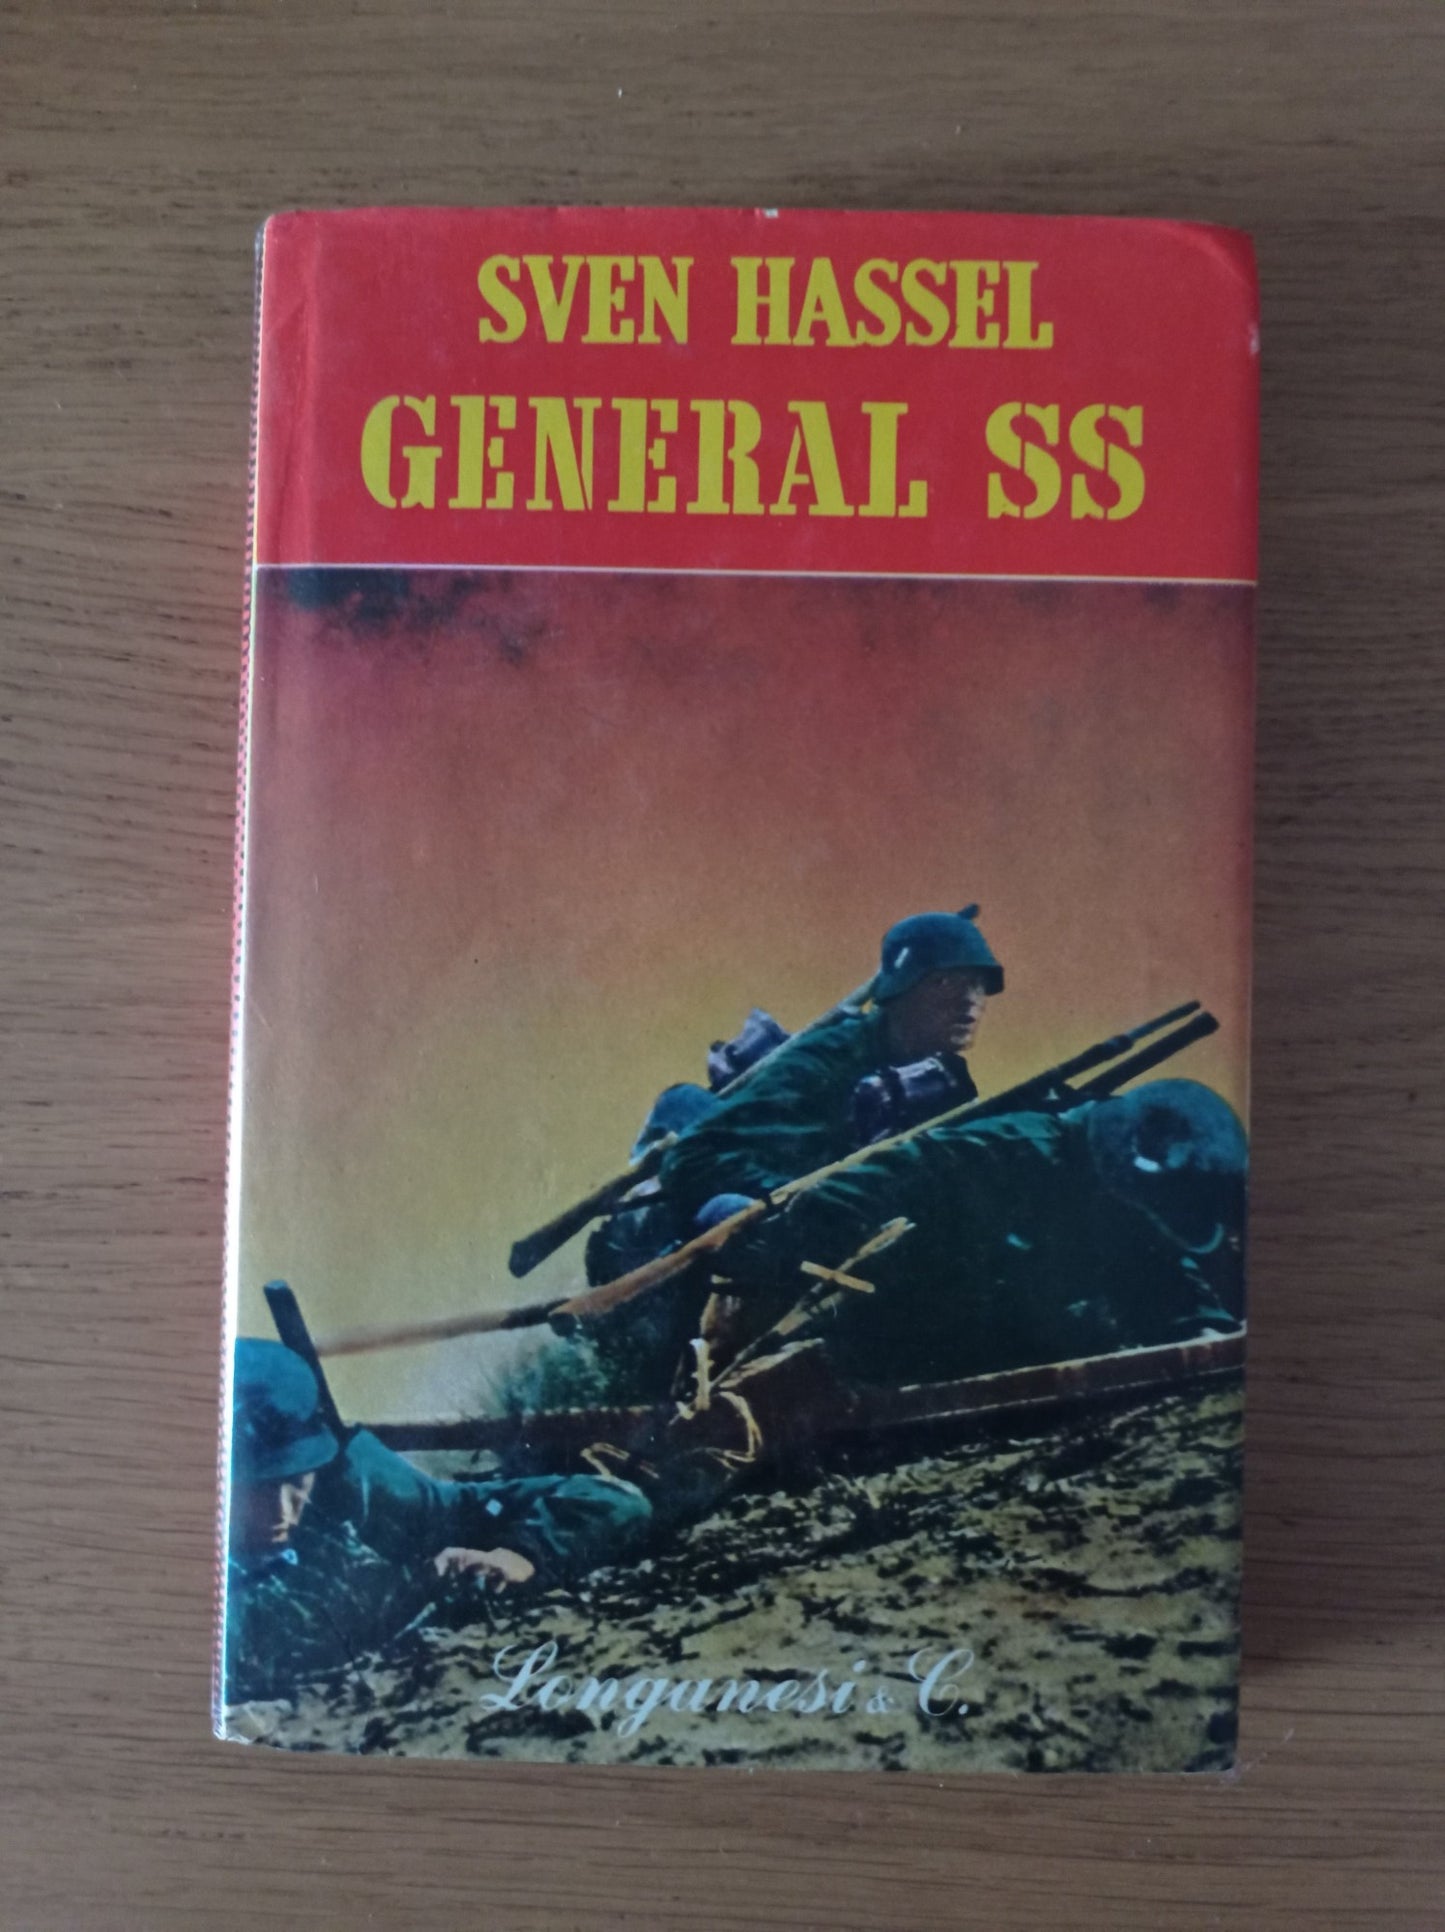 SVEN HASSEL
GENERAL SS
Longanesi & C.